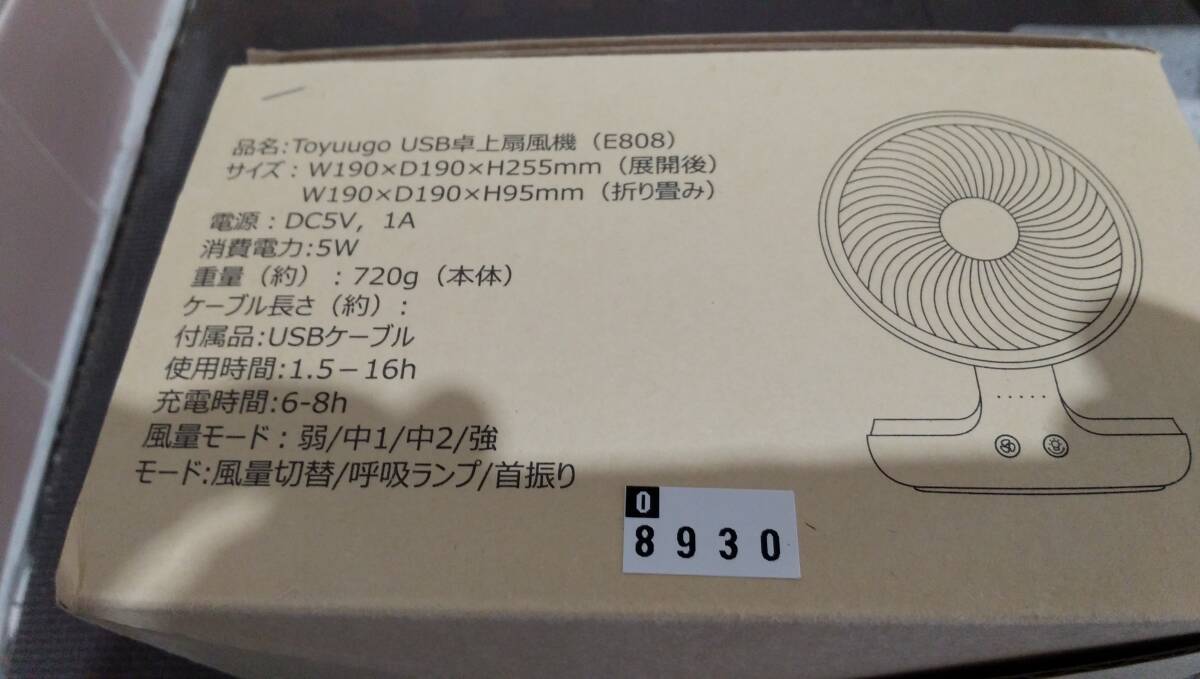 品名:Toyuugo USB卓上扇風機（E808）
サイズ：W190×D190×H255mm（展開後）
W190×D190×H95mm（折り畳み）
電源：DC5V，1A
消費電力:5W
重量（約）：720g（本体）
ケーブル長さ（約）：
付属品:USBケーブル
使用時間:1.5－16h
充電時間:6-8h
風量モード：弱/中1/中2/強
モード:風量切替/呼吸ランプ/首振り
0
8930